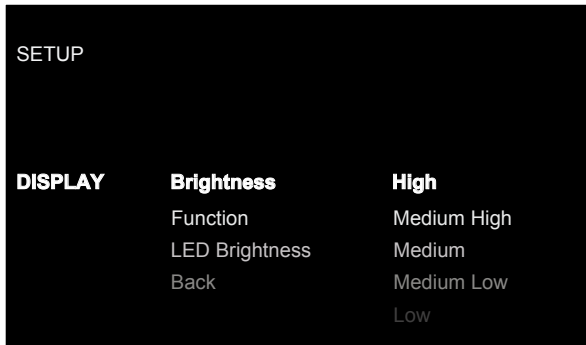 SETUP
DISPLAY Brightness High
Function Medium High
LED Brightness Medium
Back Medium Low
Low